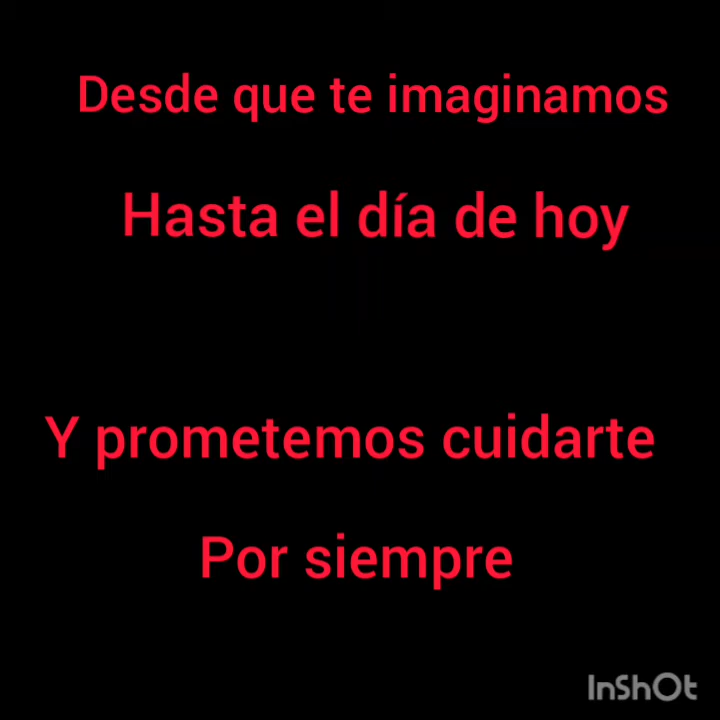 Desde que te imaginamos
Hasta el día de hoy
Y prometemos cuidarte
Por siempre
InShOt